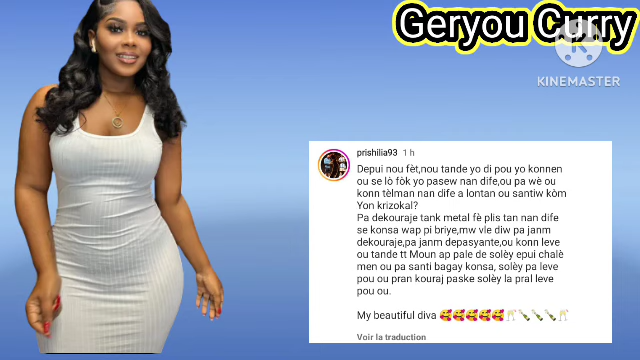 Geryou Curry
KINEMASTER
prishilia93 1 h
Depui nou fèt,nou tande yo di pou yo konnen
ou se lò fòk yo pasew nan dife,ou pa wè ou
konn tèlman nan dife a lontan ou santiw kòm
Yon krizokal?
Pa dekouraje tank metal fè plis tan nan dife
se konsa wap pi briye,mw vle diw pa janm
dekouraje,pa janm depasyante,ou konn leve
ou tande tt Moun ap pale de solèy epui chalè
men ou pa santi bagay konsa, solèy pa leve
pou ou pran kouraj paske solèy la pral leve
pou ou.
My beautiful diva 🥰🥰🥰🥰🥰🥂🍾🍾🍾🥂
Voir la traduction